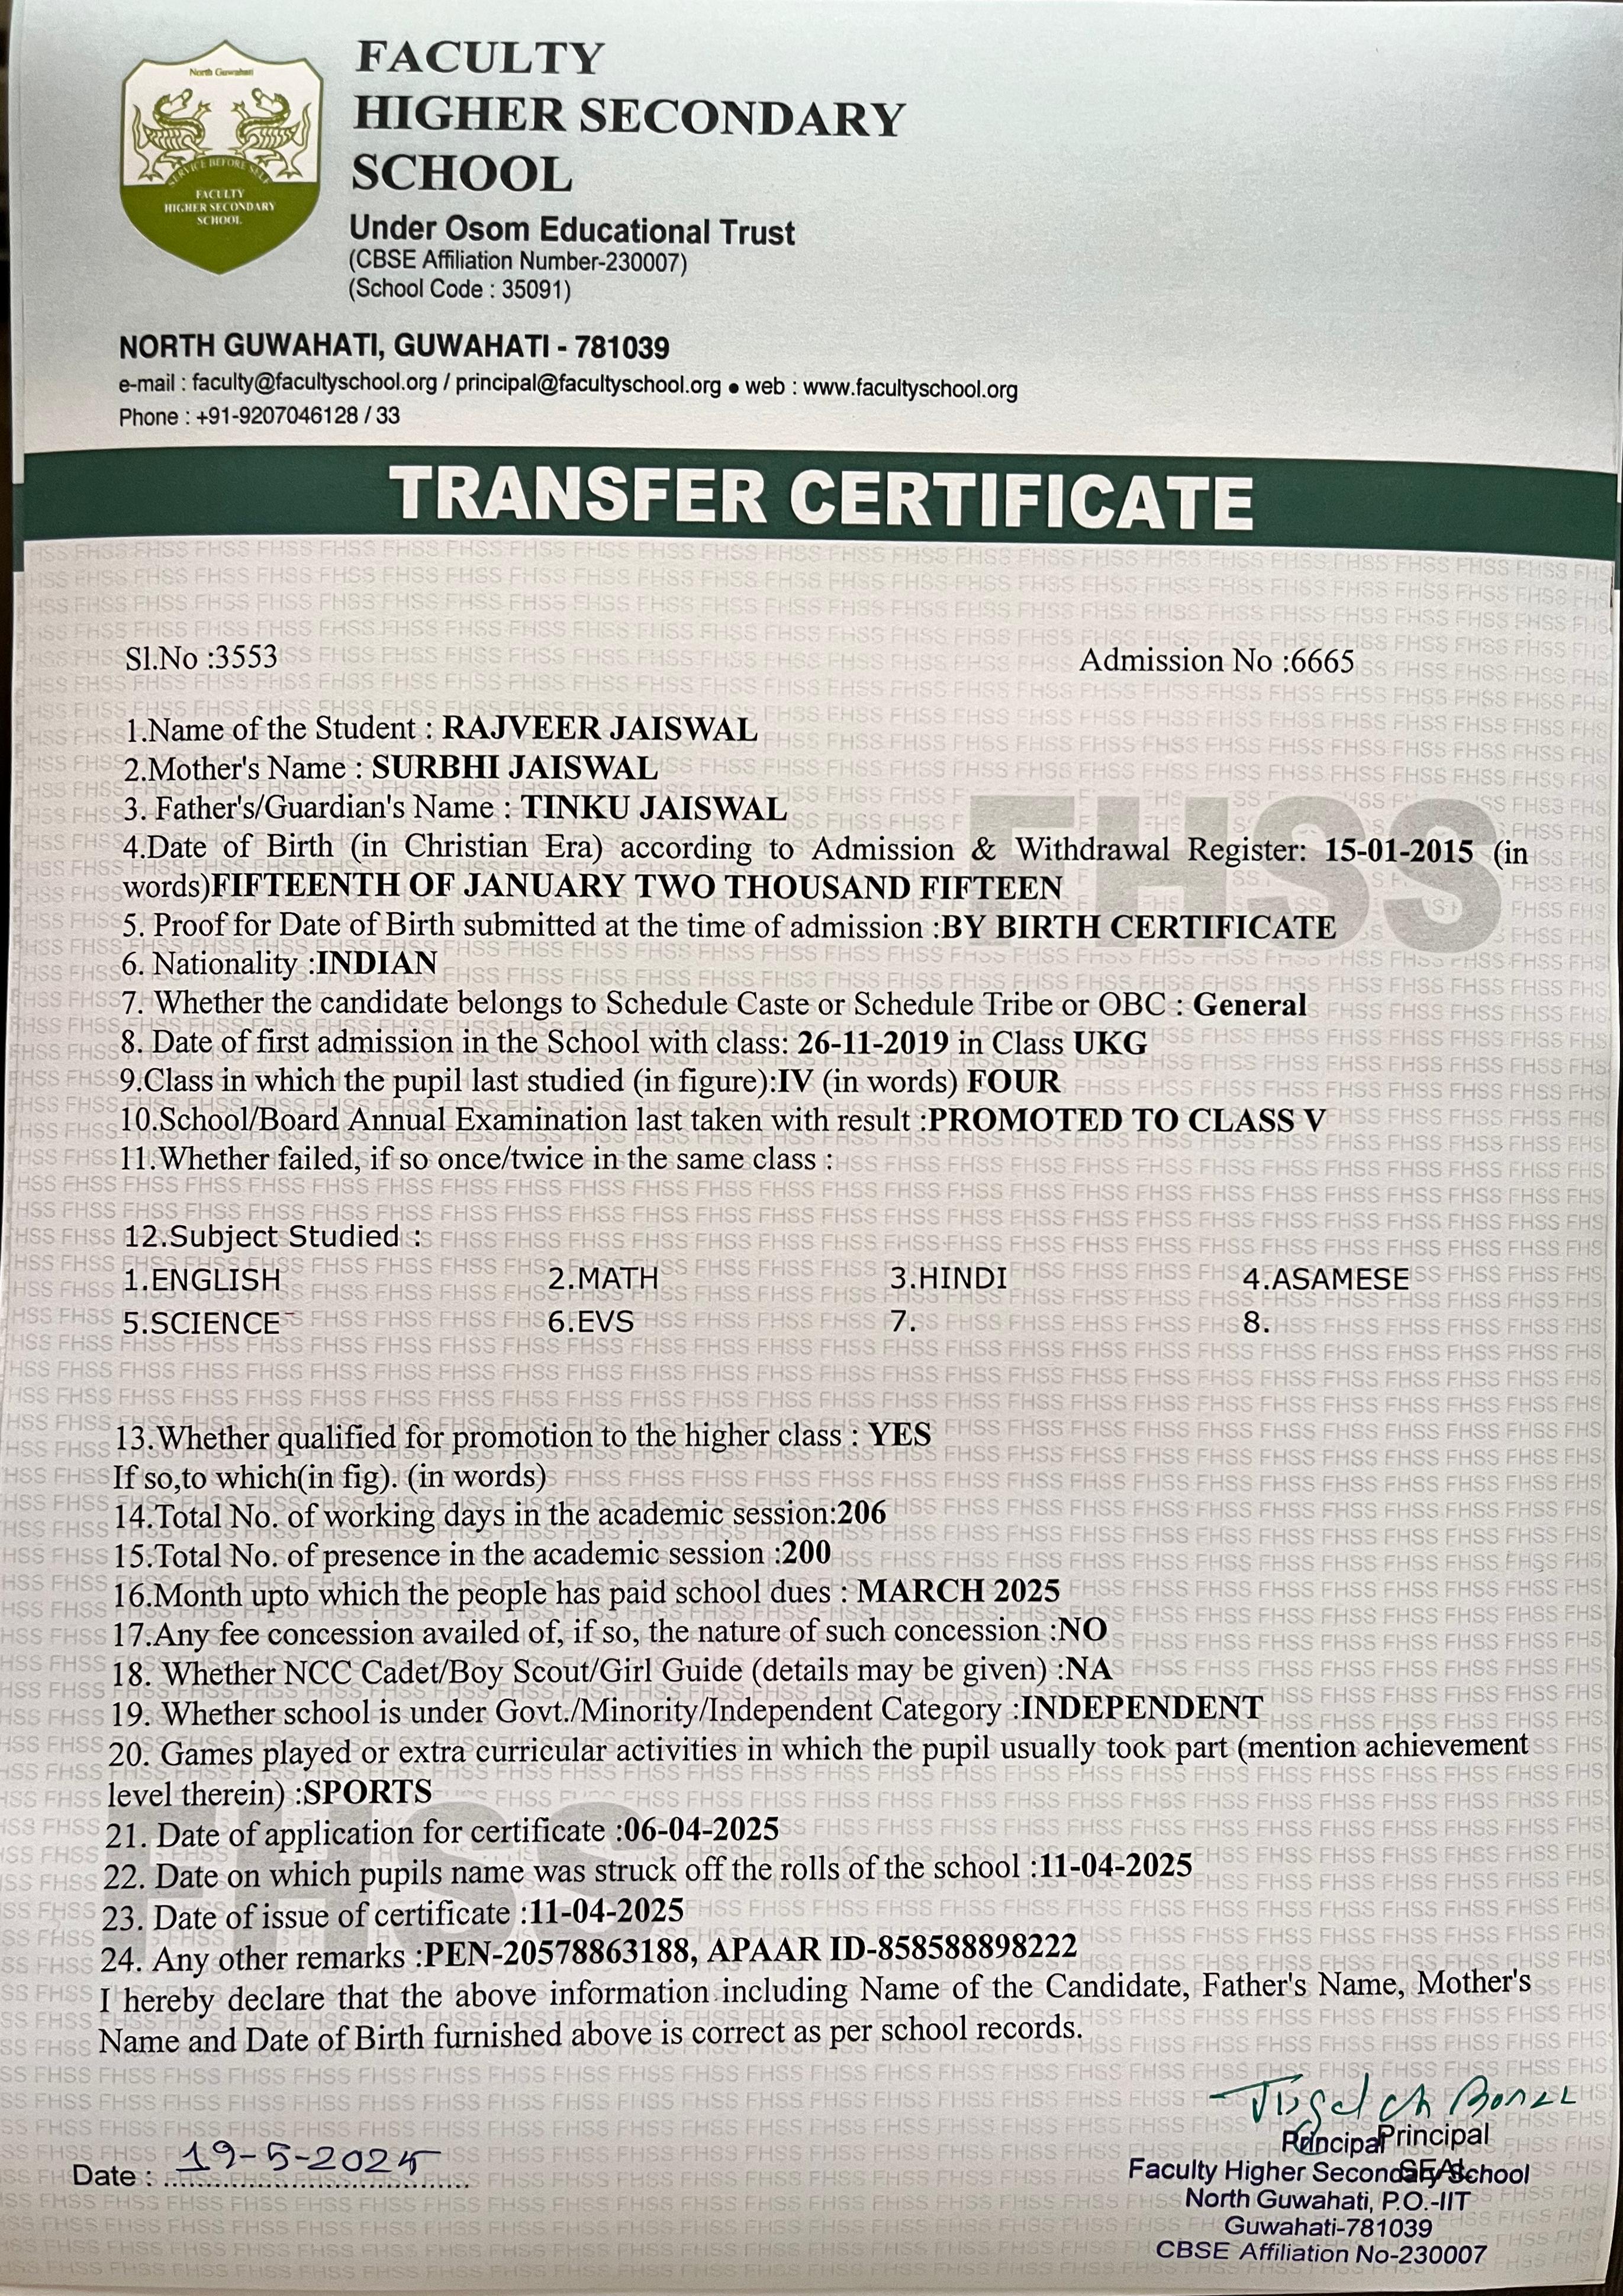 North Guwahati
SERVICE BEFORE SELF
FACULTY
HIGHER SECONDARY
SCHOOL
FACULTY
HIGHER SECONDARY
SCHOOL
Under Osom Educational Trust
(CBSE Affiliation Number-230007)
(School Code : 35091)
NORTH GUWAHATI, GUWAHATI - 781039
e-mail : faculty@facultyschool.org / principal@facultyschool.org ● web : www.facultyschool.org
Phone : +91-9207046128 / 33
TRANSFER CERTIFICATE
Sl.No :3553 Admission No :6665
1.Name of the Student : RAJVEER JAISWAL
2.Mother's Name : SURBHI JAISWAL
3. Father's/Guardian's Name : TINKU JAISWAL
4.Date of Birth (in Christian Era) according to Admission & Withdrawal Register: 15-01-2015 (in
words)FIFTEENTH OF JANUARY TWO THOUSAND FIFTEEN
5. Proof for Date of Birth submitted at the time of admission :BY BIRTH CERTIFICATE
6. Nationality :INDIAN
7. Whether the candidate belongs to Schedule Caste or Schedule Tribe or OBC : General
8. Date of first admission in the School with class: 26-11-2019 in Class UKG
9.Class in which the pupil last studied (in figure):IV (in words) FOUR
10.School/Board Annual Examination last taken with result :PROMOTED TO CLASS V
11.Whether failed, if so once/twice in the same class :
12.Subject Studied :
1.ENGLISH 2.MATH 3.HINDI 4.ASAMESE
5.SCIENCE 6.EVS 7. 8.
13.Whether qualified for promotion to the higher class : YES
If so,to which(in fig). (in words)
14.Total No. of working days in the academic session:206
15.Total No. of presence in the academic session :200
16.Month upto which the people has paid school dues : MARCH 2025
17.Any fee concession availed of, if so, the nature of such concession :NO
18. Whether NCC Cadet/Boy Scout/Girl Guide (details may be given) :NA
19. Whether school is under Govt./Minority/Independent Category :INDEPENDENT
20. Games played or extra curricular activities in which the pupil usually took part (mention achievement
level therein) :SPORTS
21. Date of application for certificate :06-04-2025
22. Date on which pupils name was struck off the rolls of the school :11-04-2025
23. Date of issue of certificate :11-04-2025
24. Any other remarks :PEN-20578863188, APAAR ID-858588898222
I hereby declare that the above information including Name of the Candidate, Father's Name, Mother's
Name and Date of Birth furnished above is correct as per school records.
Principal Principal
SEAL
Date : 19-5-2025
Faculty Higher Secondary School
North Guwahati, P.O.-IIT
Guwahati-781039
CBSE Affiliation No-230007
FHSS
FHSS